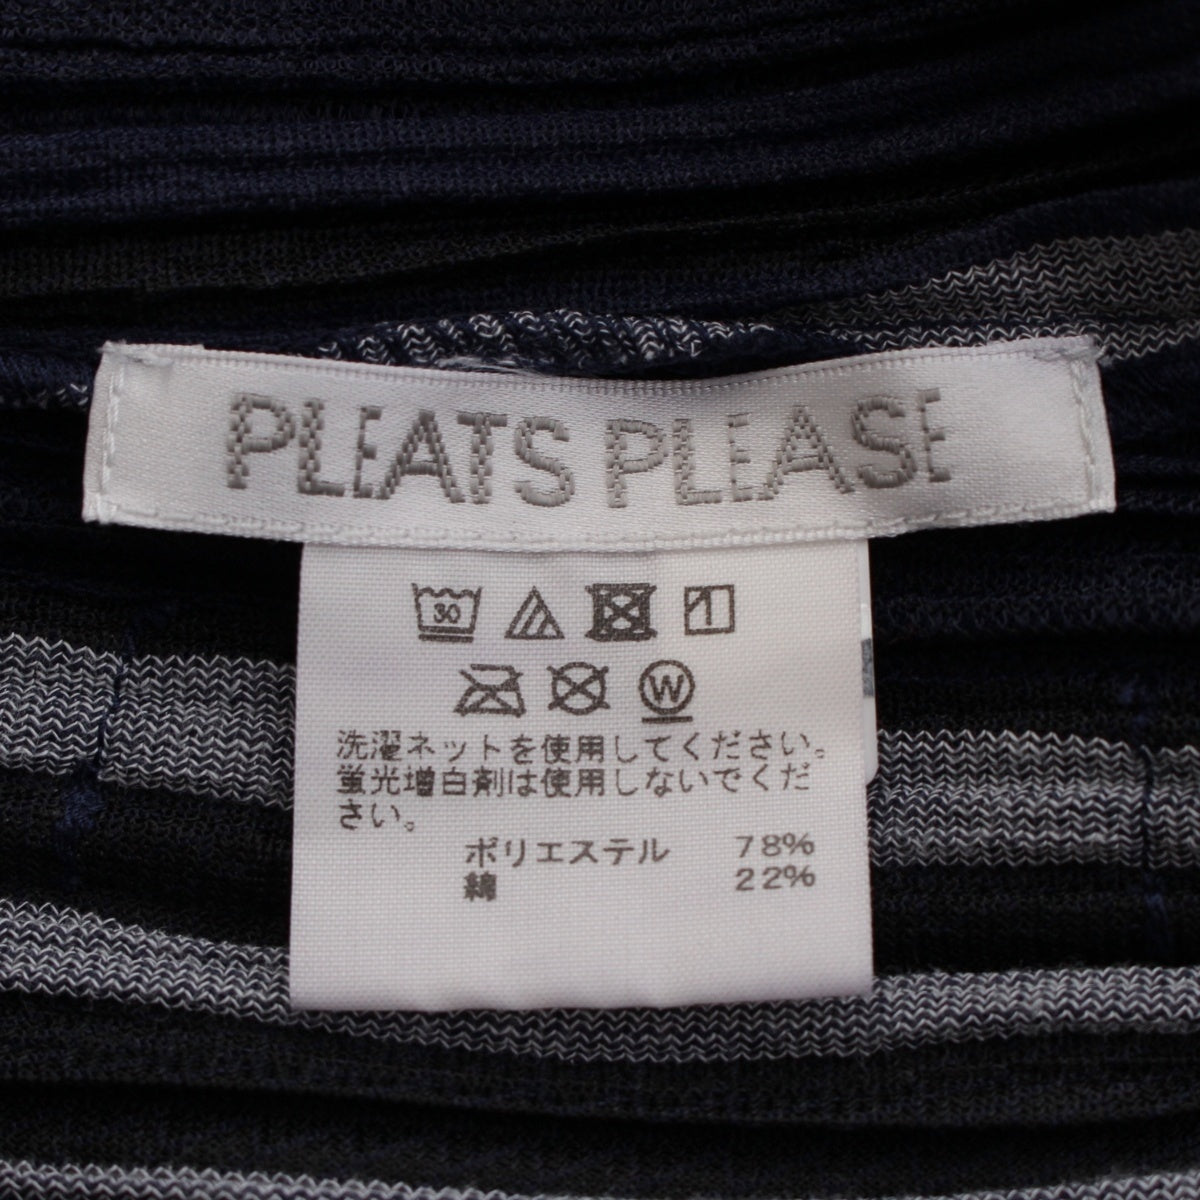 PLEATS PLEASE
30
W
洗濯ネットを使用してください。
蛍光増白剤は使用しないでくだ
さい。
ポリエステル 78%
綿 22%